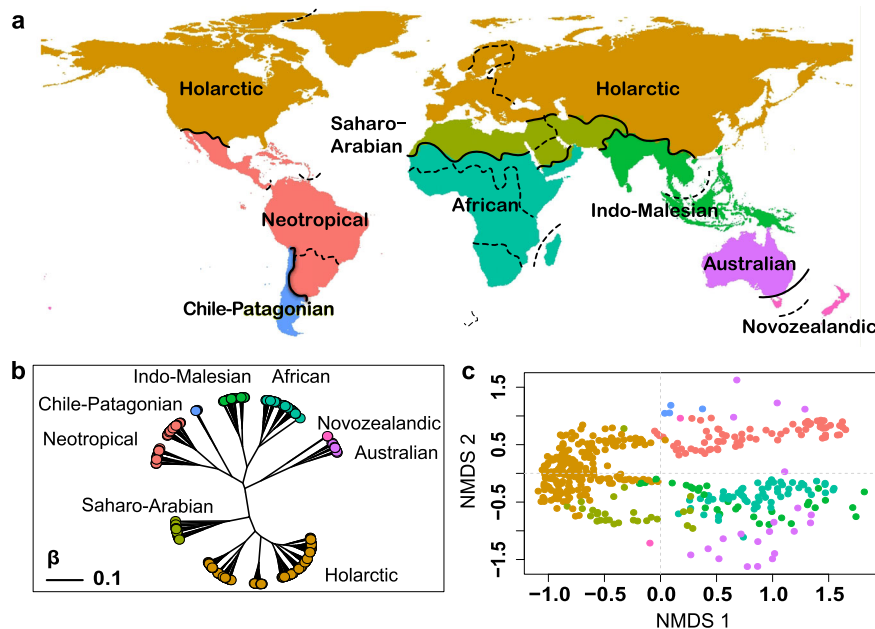 a
Holarctic
Holarctic
Saharo–
Arabian
Neotropical
African
Indo-Malesian
Australian
Chile-Patagonian
Novozealandic
b
Indo-Malesian
African
Chile-Patagonian
Neotropical
Novozealandic
Australian
Saharo-Arabian
β
0.1
Holarctic
c
NMDS 2
1.5
0.5
−0.5
−1.5
−1.0
−0.5
0.0
0.5
1.0
1.5
NMDS 1